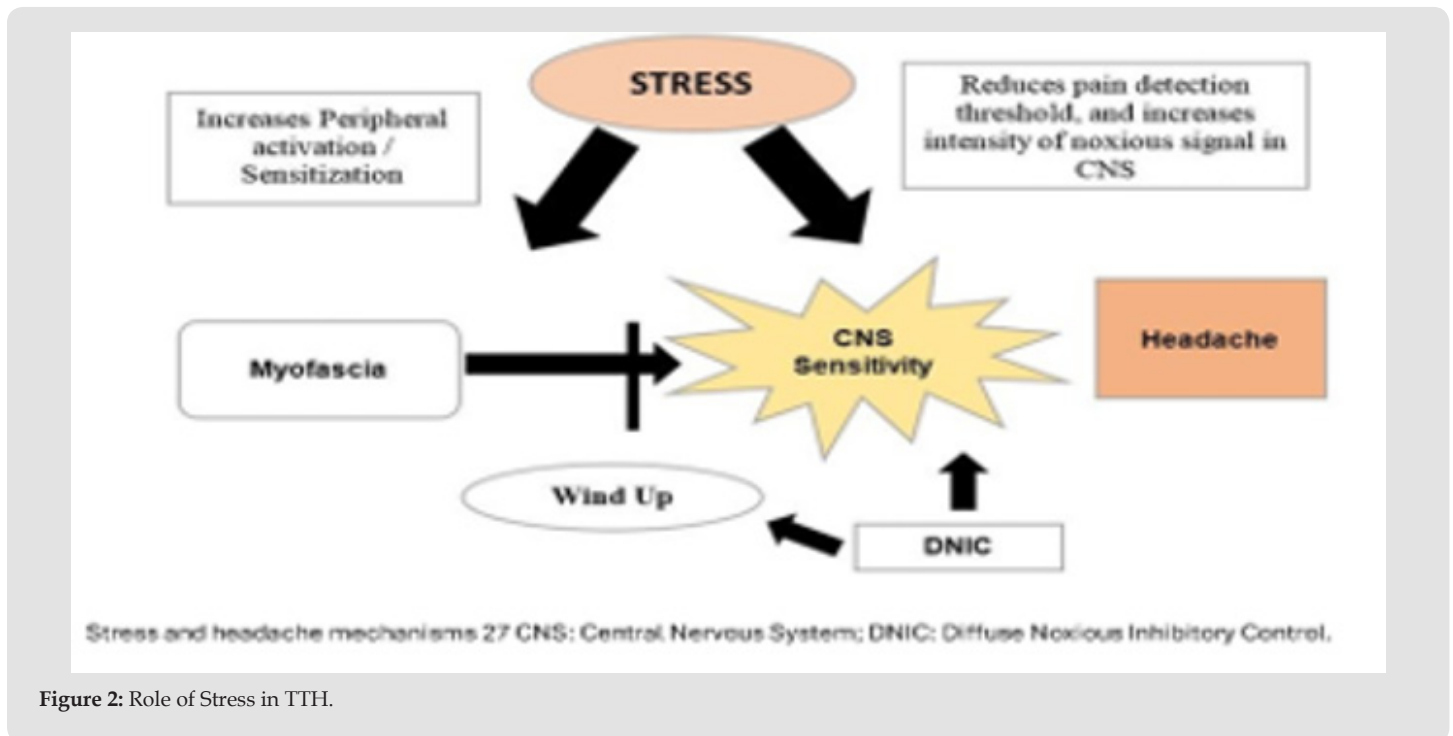 STRESS
Increases Peripheral
activation /
Sensitization
Reduces pain detection
threshold, and increases
intensity of noxious signal in
CNS
Myofascia
CNS
Sensitivity
Headache
Wind Up
DNIC
Stress and headache mechanisms 27 CNS: Central Nervous System; DNIC: Diffuse Noxious Inhibitory Control.
Figure 2: Role of Stress in TTH.